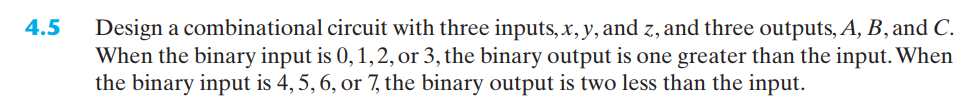 4.5 Design a combinational circuit with three inputs, x, y, and z, and three outputs, A, B, and C.
When the binary input is 0, 1, 2, or 3, the binary output is one greater than the input. When
the binary input is 4, 5, 6, or 7, the binary output is two less than the input.